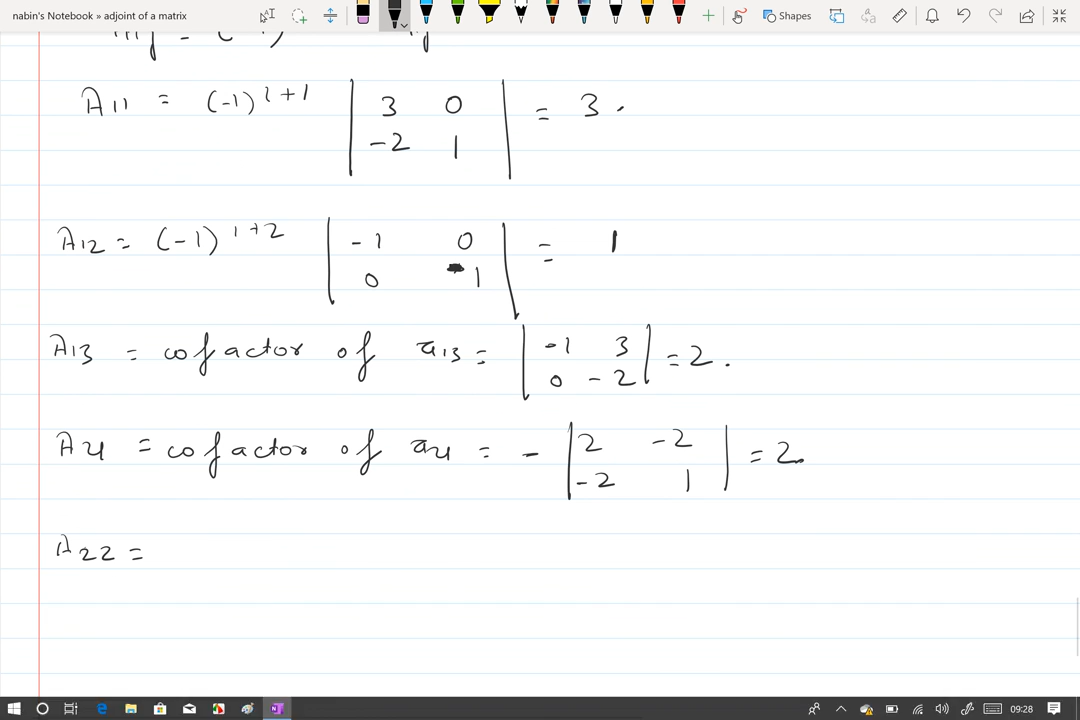 nabin's Notebook » adjoint of a matrix
Shapes
A11 = (-1)^1+1 | 3 0 | = 3.
| -2 1 |
A12 = (-1)^1+2 | -1 0 | = 1
| 0 1 |
A13 = cofactor of a13 = | -1 3 | = 2.
| 0 -2 |
A21 = cofactor of a21 = - | 2 -2 | = 2.
| -2 1 |
A22 =
09:28